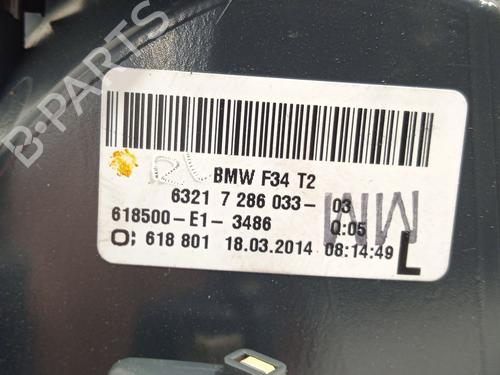 B-PARTS
BMW F34 T2
6321 7 286 033- 03
618500-E1- 3486 Q:05
O; 618 801 18.03.2014 08:14:49 L